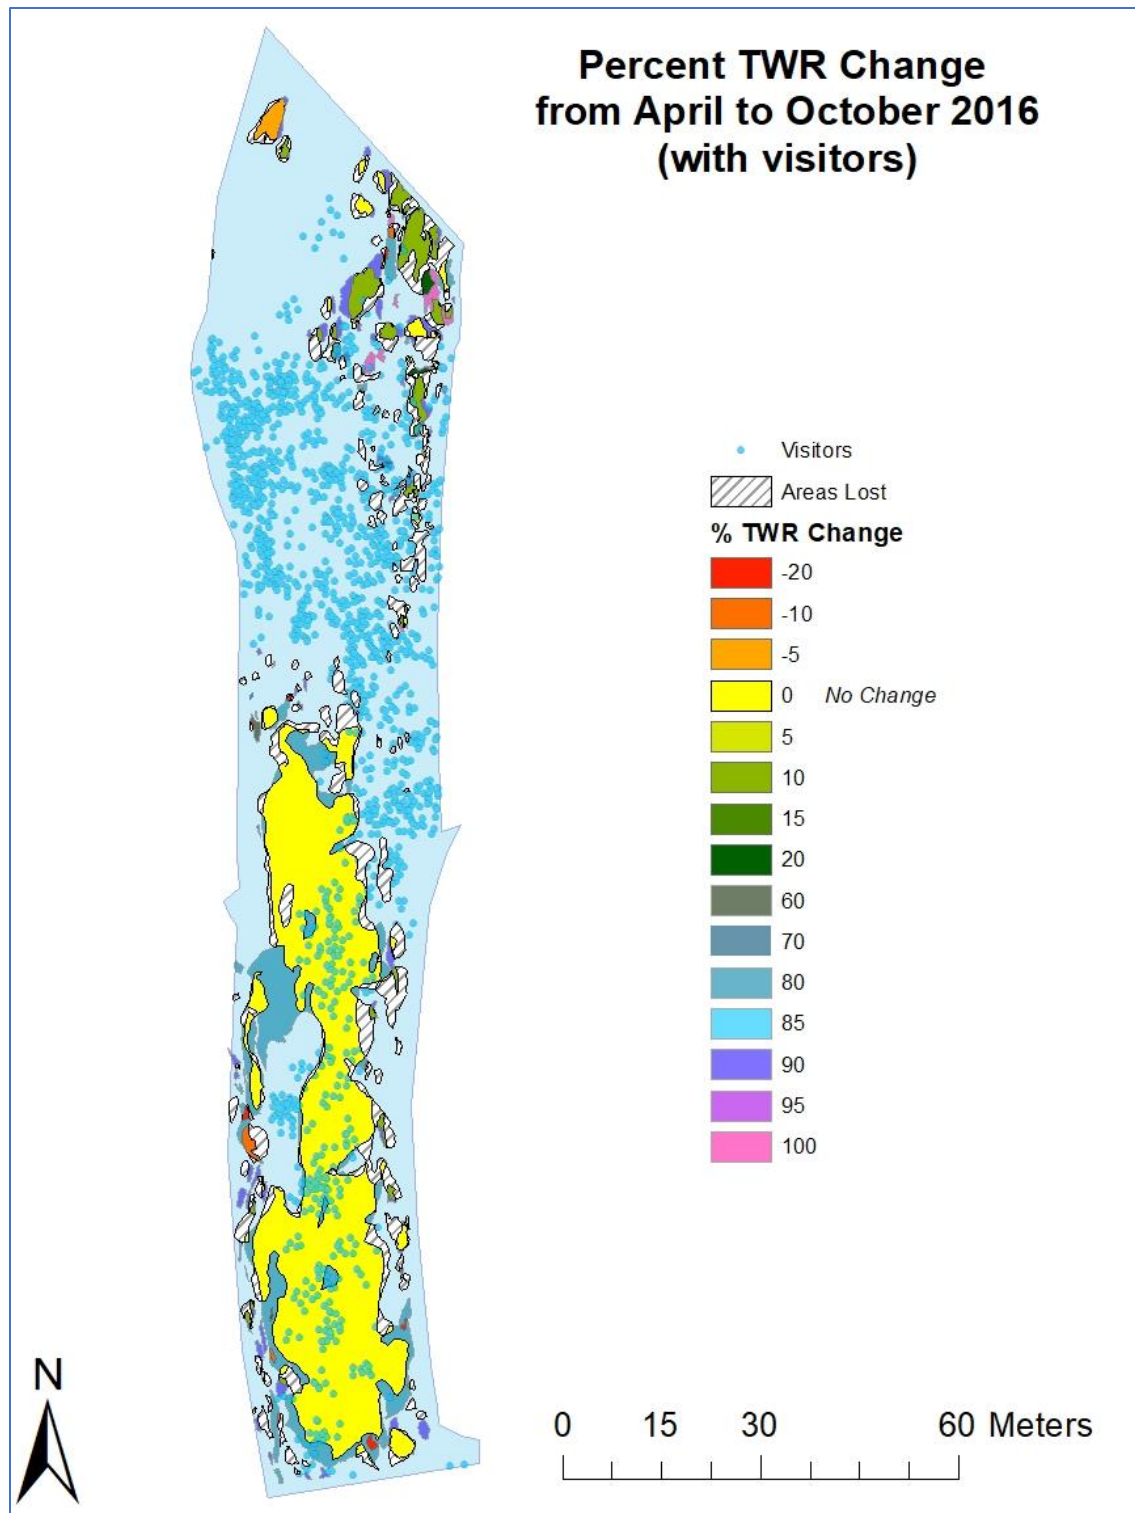 Percent TWR Change
from April to October 2016
(with visitors)
Visitors
Areas Lost
% TWR Change
-20
-10
-5
0 No Change
5
10
15
20
60
70
80
85
90
95
100
N
0 15 30 60 Meters